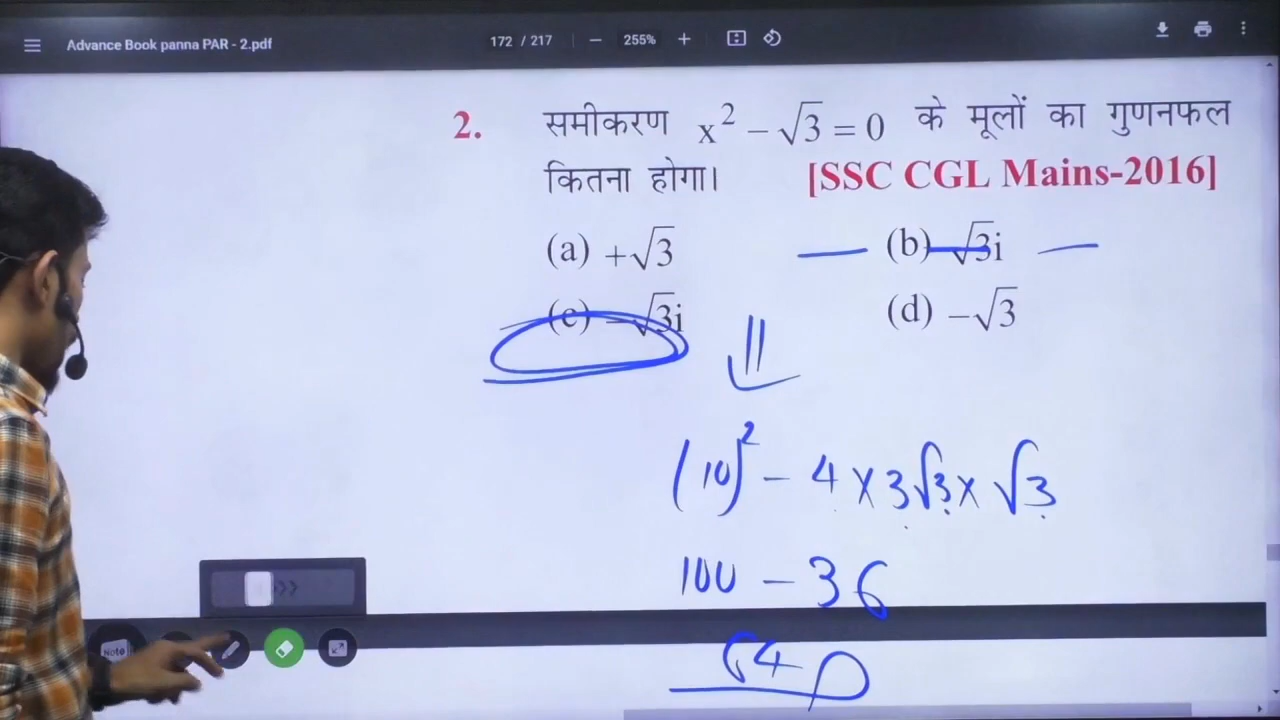 Advance Book panna PAR - 2.pdf 172 / 217 — 255% +
2. समीकरण x² − √3 = 0 के मूलों का गुणनफल
कितना होगा। [SSC CGL Mains-2016]
(a) +√3 (b) √3i
(c) −√3i (d) −√3
(10)² − 4 × 3√3 × √3
100 − 36
64
Note